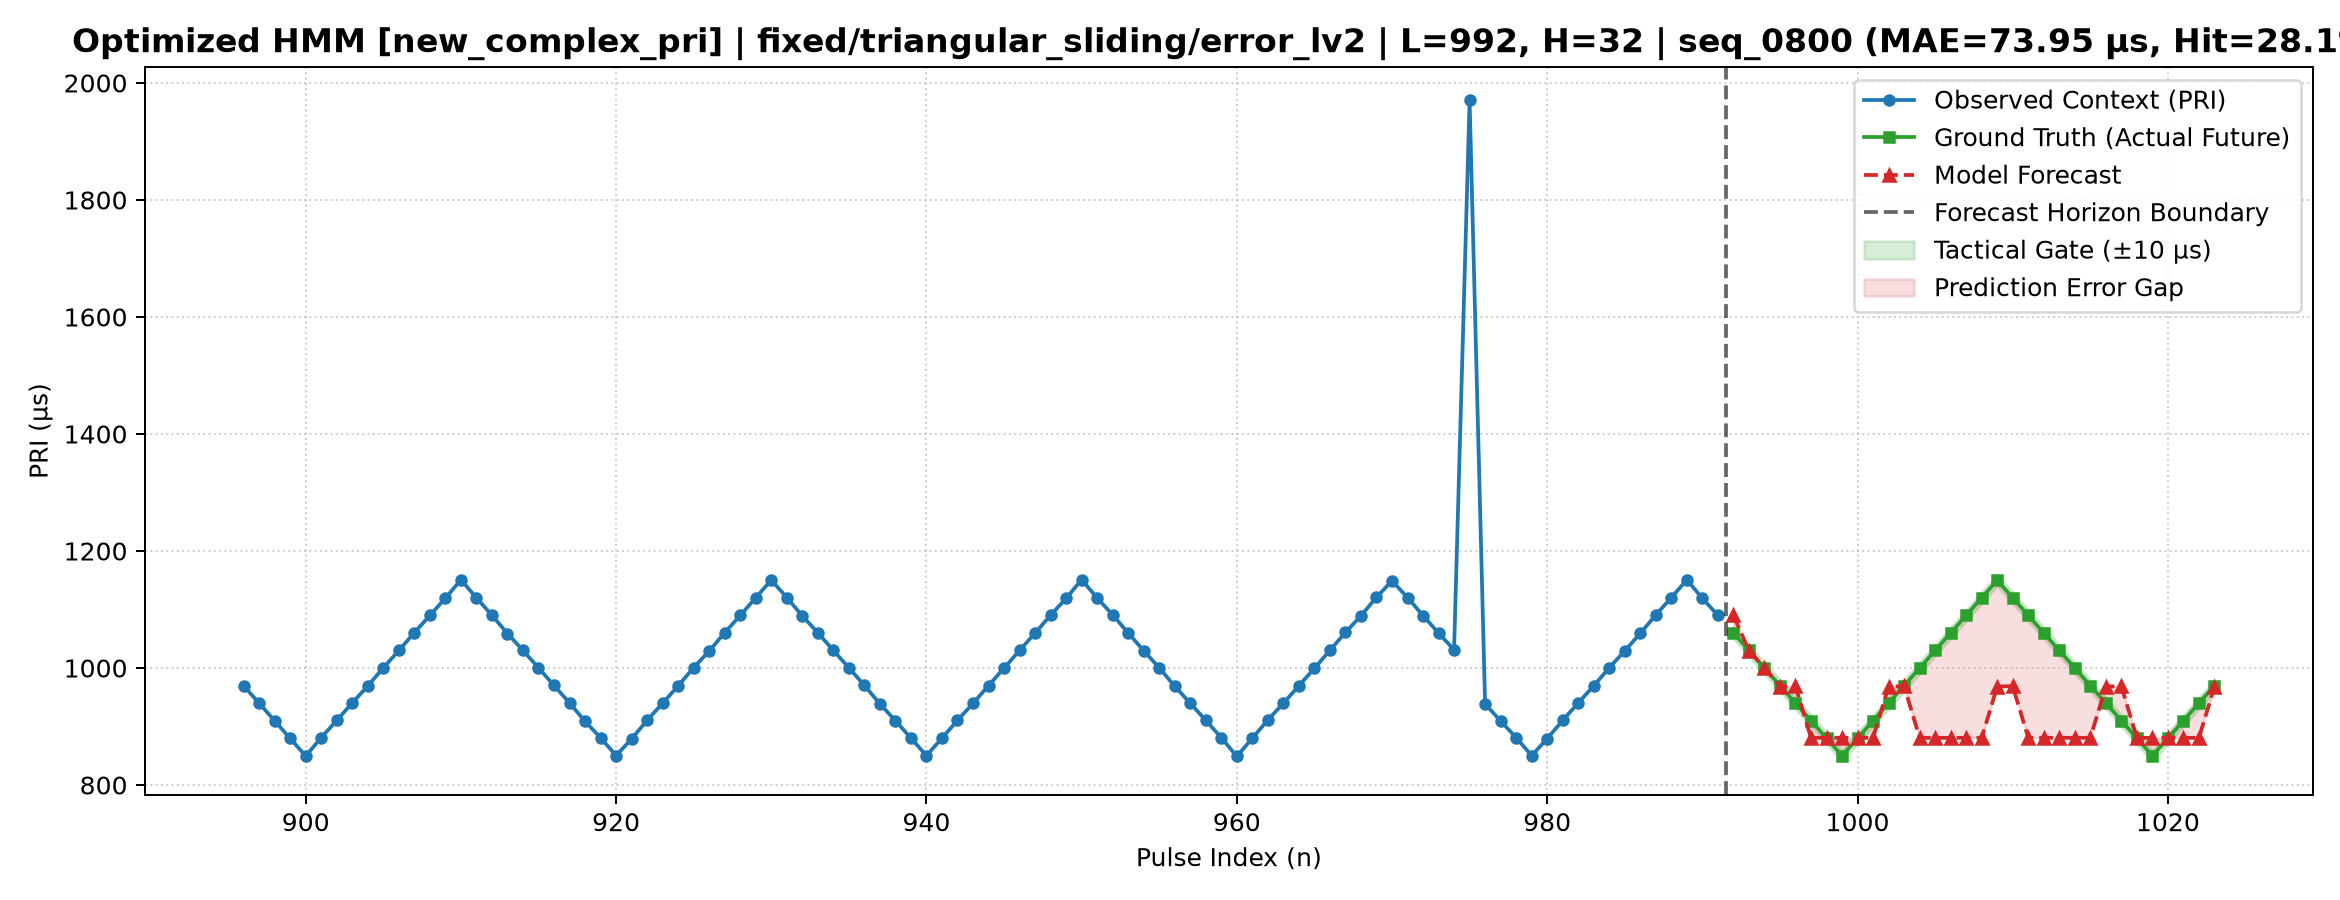 Optimized HMM [new_complex_pri] | fixed/triangular_sliding/error_lv2 | L=992, H=32 | seq_0800 (MAE=73.95 µs, Hit=28.1
2000
1800
1600
1400
1200
1000
800
PRI (µs)
Observed Context (PRI)
Ground Truth (Actual Future)
Model Forecast
Forecast Horizon Boundary
Tactical Gate (±10 µs)
Prediction Error Gap
900 920 940 960 980 1000 1020
Pulse Index (n)